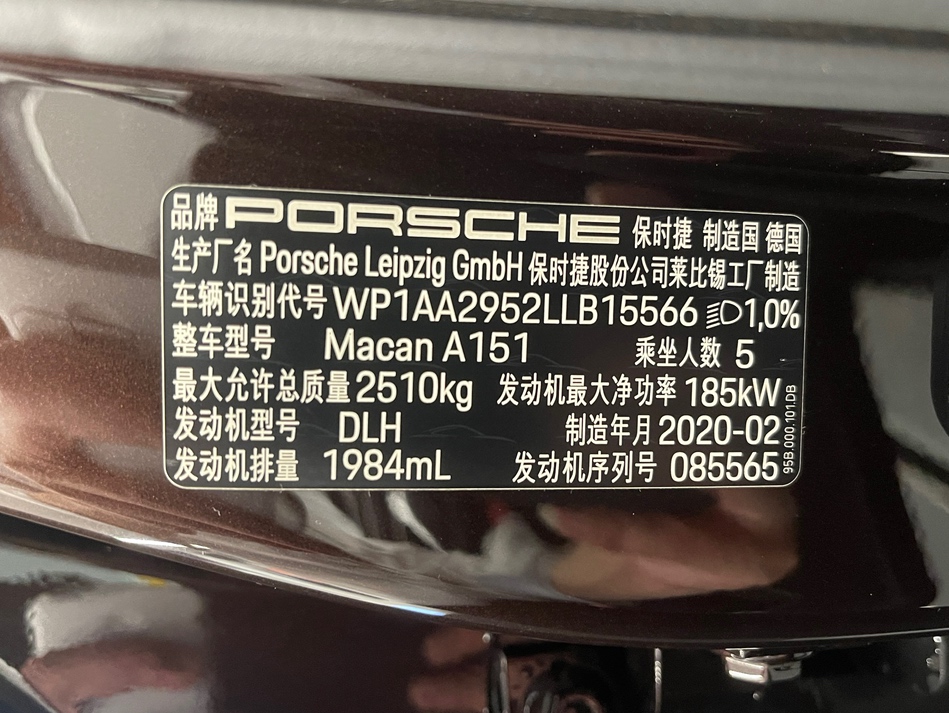 品牌 PORSCHE 保时捷 制造国 德国
生产厂名 Porsche Leipzig GmbH 保时捷股份公司莱比锡工厂制造
车辆识别代号 WP1AA2952LLB15566 1,0%
整车型号 Macan A151 乘坐人数 5
最大允许总质量 2510kg 发动机最大净功率 185kW
发动机型号 DLH 制造年月 2020-02
发动机排量 1984mL 发动机序列号 085565
95B.000.101.DB